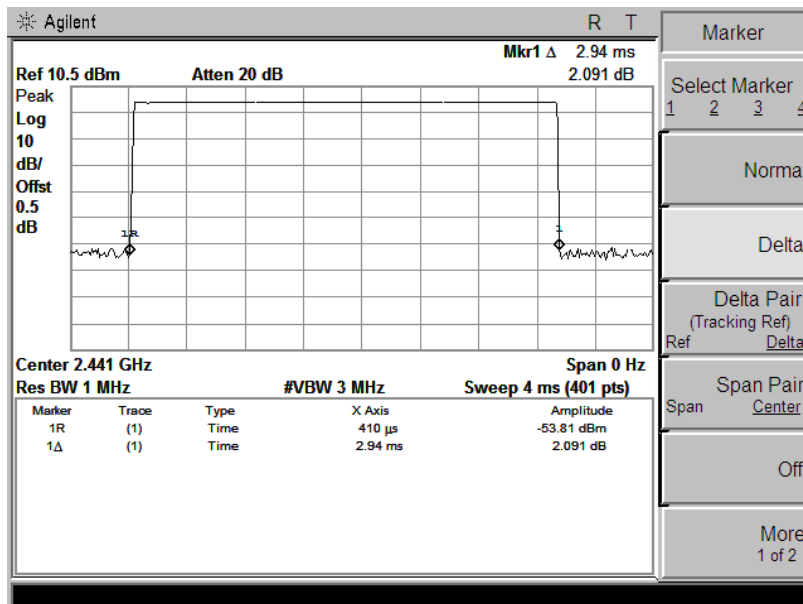 Agilent R T
Mkr1 Δ 2.94 ms
Ref 10.5 dBm Atten 20 dB 2.091 dB
Peak
Log
10
dB/
Offst
0.5
dB
1R
1
Center 2.441 GHz Span 0 Hz
Res BW 1 MHz #VBW 3 MHz Sweep 4 ms (401 pts)
Marker Trace Type X Axis Amplitude
1R (1) Time 410 µs -53.81 dBm
1Δ (1) Time 2.94 ms 2.091 dB
Marker
Select Marker
1 2 3 4
Norma
Delta
Delta Pair
(Tracking Ref)
Ref Delta
Span Pair
Span Center
Off
More
1 of 2